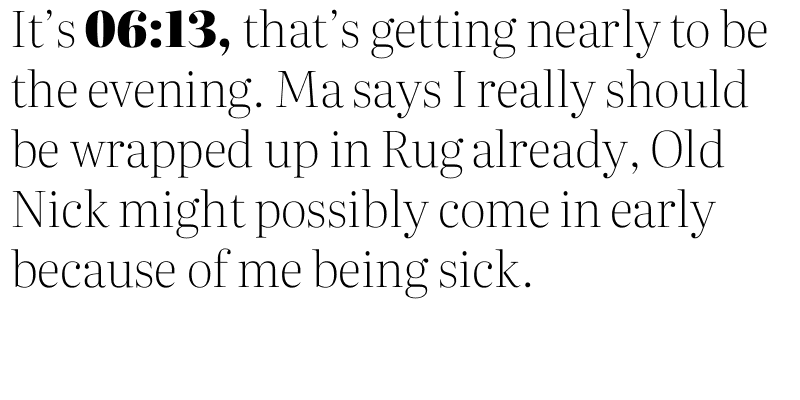 It’s 06:13, that’s getting nearly to be
the evening. Ma says I really should
be wrapped up in Rug already, Old
Nick might possibly come in early
because of me being sick.